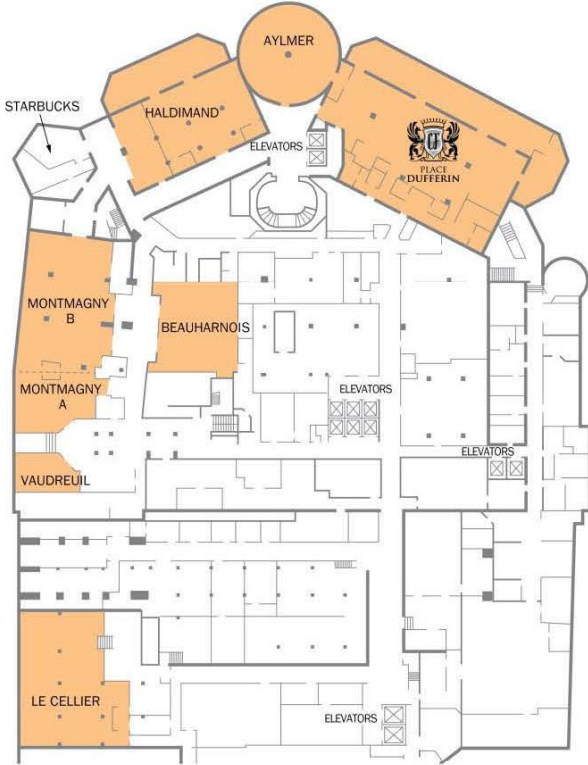 AYLMER
HALDIMAND
STARBUCKS
ELEVATORS
PLACE
DUFFERIN
MONTMAGNY
B
BEAUHARNOIS
MONTMAGNY
A
ELEVATORS
ELEVATORS
VAUDREUIL
LE CELLIER
ELEVATORS